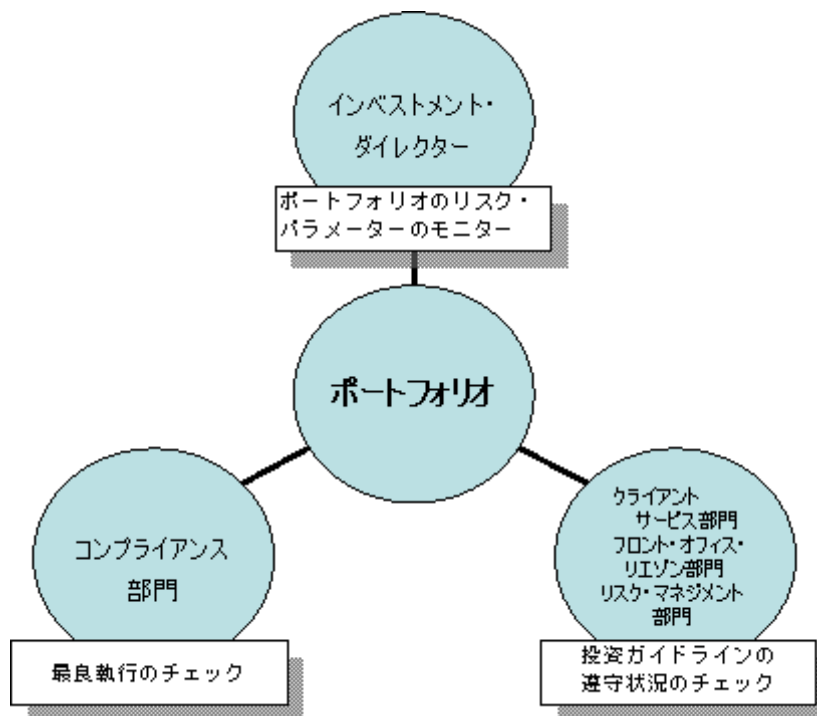 インベストメント・
ダイレクター
ポートフォリオのリスク・
パラメーターのモニター
ポートフォリオ
コンプライアンス
部門
最良執行のチェック
クライアント
サービス部門
フロント・オフィス・
リエゾン部門
リスク・マネジメント
部門
投資ガイドラインの
遵守状況のチェック